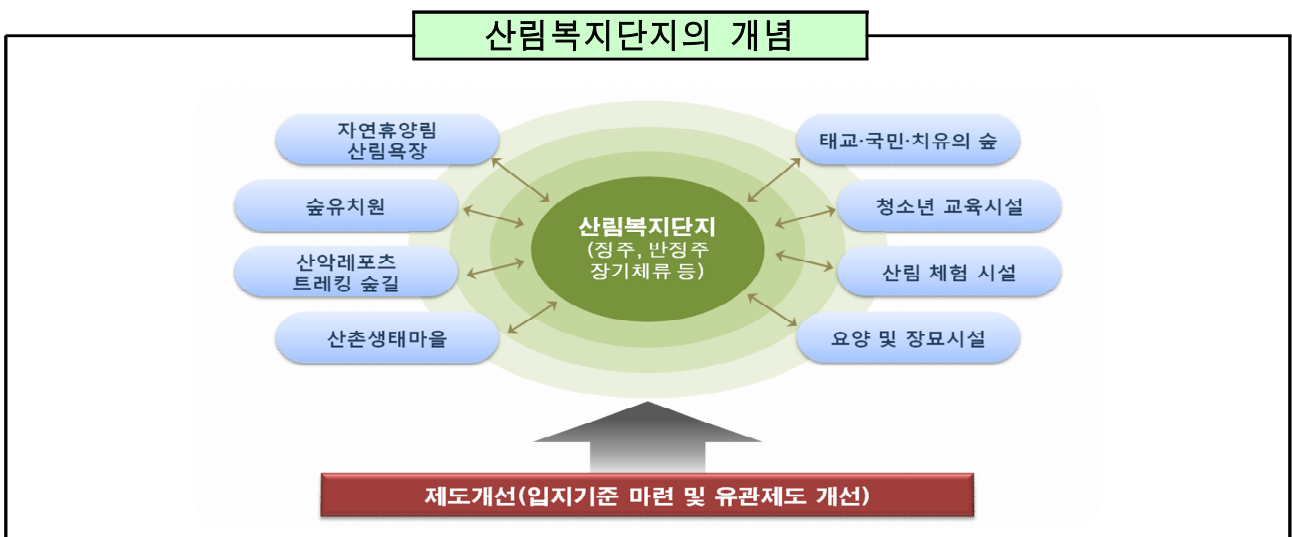 산림복지단지의 개념
자연휴양림
산림욕장
숲유치원
산악레포츠
트레킹 숲길
산촌생태마을
산림복지단지
(정주, 반정주
장기체류 등)
태교·국민·치유의 숲
청소년 교육시설
산림 체험 시설
요양 및 장묘시설
제도개선(입지기준 마련 및 유관제도 개선)